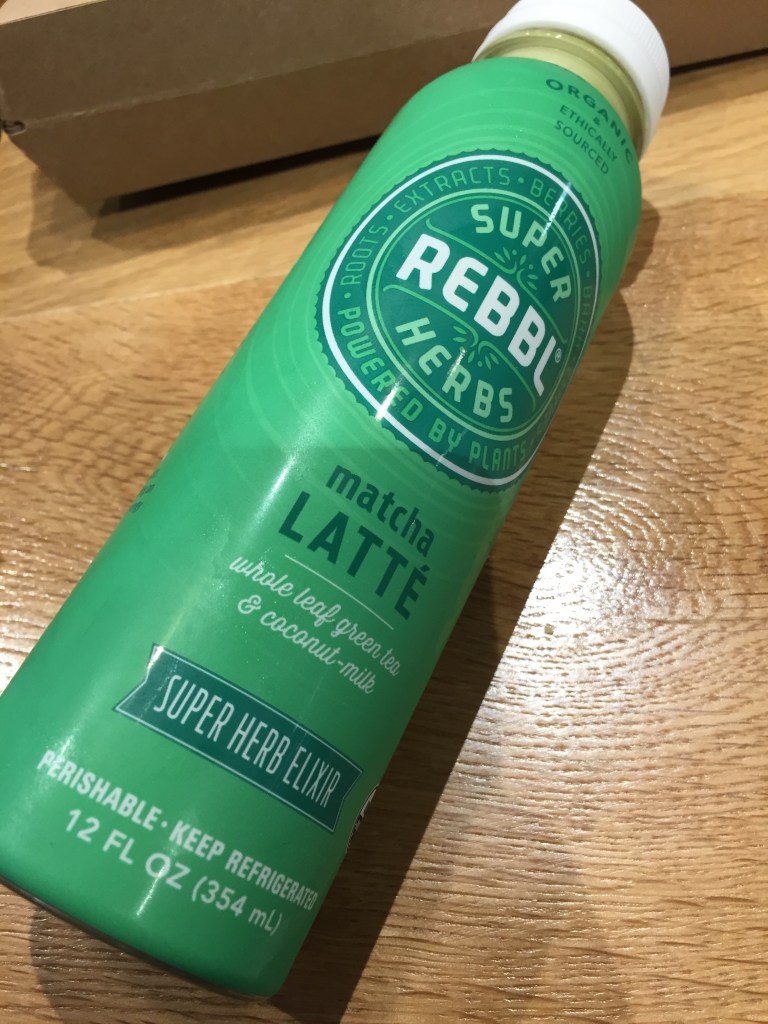 ORGANIC
&
ETHICALLY
SOURCED
ROOTS · EXTRACTS · BERRIES ·
SUPER
REBBL®
HERBS
POWERED BY PLANTS
matcha
LATTÉ
whole leaf green tea
& coconut-milk
SUPER HERB ELIXIR
PERISHABLE · KEEP REFRIGERATED
12 FL OZ (354 mL)